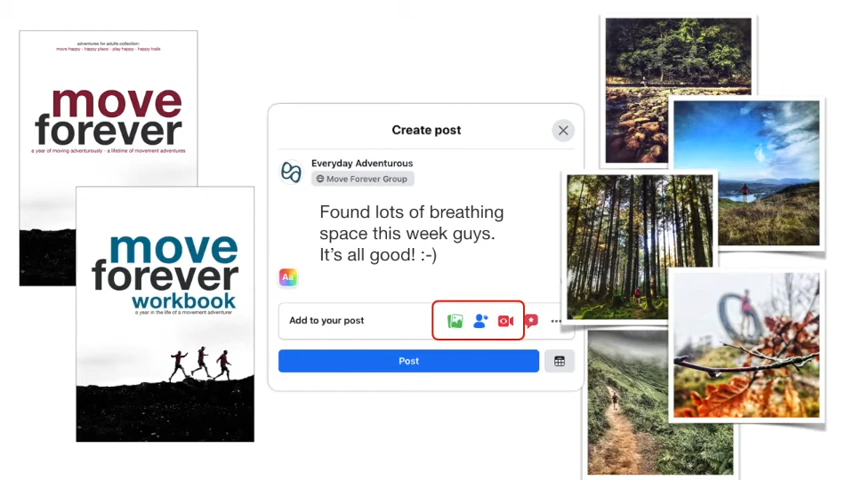 adventures for adults collection:
move happy - happy place - play happy - happy trails
move
forever
a year of moving adventurously - a lifetime of movement adventures
move
forever
workbook
a year in the life of a movement adventurer
Create post
Everyday Adventurous
Move Forever Group
Found lots of breathing
space this week guys.
It's all good! :-)
Aa
Add to your post
Post